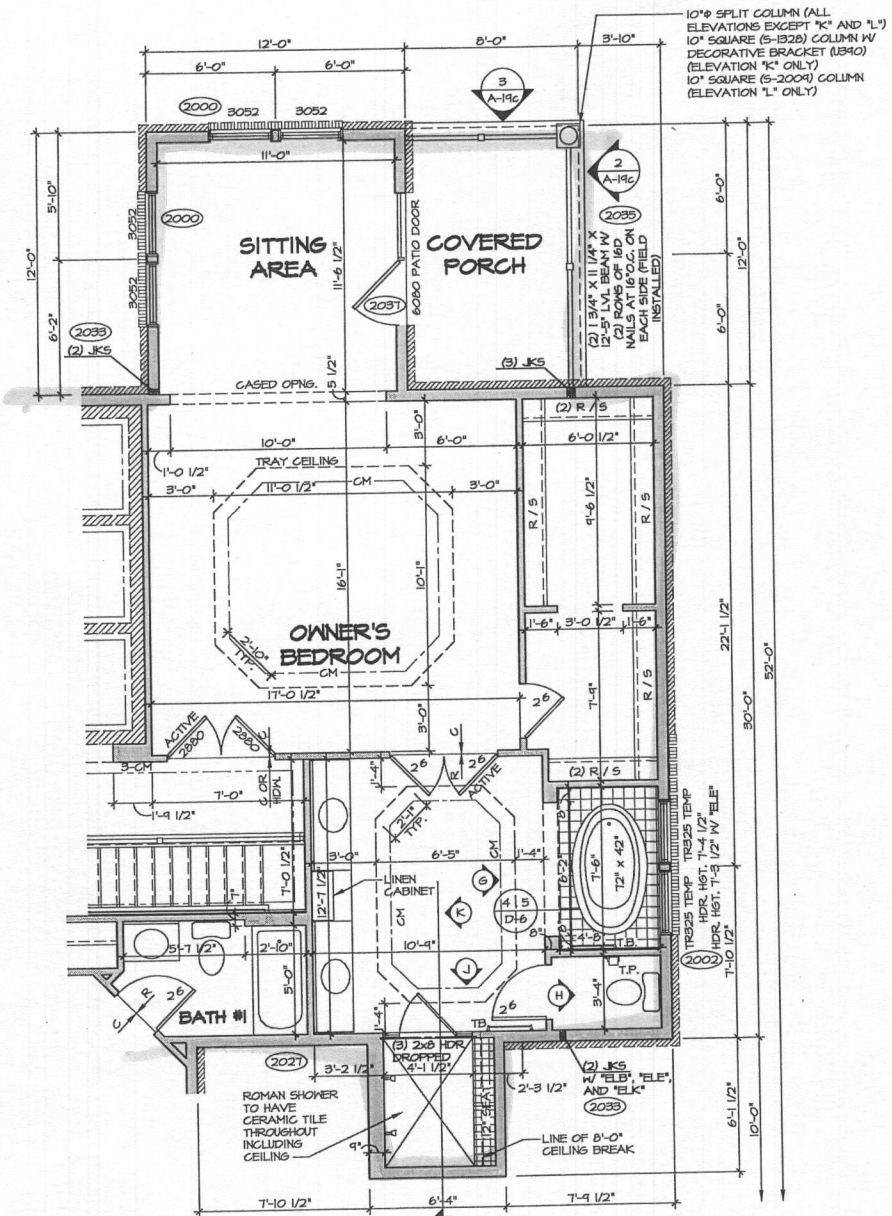 10"ϕ SPLIT COLUMN (ALL
ELEVATIONS EXCEPT "K" AND "L")
10" SQUARE (S-1328) COLUMN W/
DECORATIVE BRACKET (U390)
(ELEVATION "K" ONLY)
10" SQUARE (S-2009) COLUMN
(ELEVATION "L" ONLY)
12'-0"
8'-0"
3'-10"
6'-0"
6'-0"
2000
3052
3052
3
A-19c
11'-0"
2
A-19c
5'-10"
12'-0"
6'-2"
3052
3052
2000
SITTING
AREA
11'-6 1/2"
6080 PATIO DOOR
COVERED
PORCH
2035
(2) 1 3/4" X 11 1/4" X
12'-5" LVL BEAM W/
(2) ROWS OF 16D
NAILS AT 16"O.C. ON
EACH SIDE (FIELD
INSTALLED)
6'-0"
12'-0"
6'-0"
2037
2033
(2) JKS
(3) JKS
CASED OPNG.
5 1/2"
(2) R / S
10'-0"
6'-0"
3'-0"
6'-0 1/2"
1'-0 1/2"
TRAY CEILING
CM
3'-0"
11'-0 1/2"
3'-0"
R / S
9'-6 1/2"
R / S
16'-1"
10'-1"
OWNER'S
BEDROOM
2'-10"
TYP.
CM
1'-6"
3'-0 1/2"
1'-6"
22'-1 1/2"
17'-0 1/2"
3'-0"
26
7'-9"
R / S
30'-0"
52'-0"
ACTIVE
2880
2880
C
C OR
HDWL
C
R
3-CM
26
26
ACTIVE
(2) R / S
1'-9 1/2"
7'-0"
1'-4"
2'-1"
TYP.
3'-0"
6'-5"
CM
1'-4"
8"
6'-2"
7'-6"
72" x 42"
TR325 TEMP
TR325 TEMP
HDR. HGT. 7'-4 1/2"
HDR. HGT. 7'-3 1/2" W/ "ELE"
2002
7'-10 1/2"
7'-0 1/2"
12'-7 1/2"
LINEN
CABINET
CM
G
K
4 5
D-6
10'-9"
8"
4'-8"
T.B.
7"
5'-7 1/2"
2'-10"
5'-0"
26
C
R
BATH #1
J
H
T.P.
3'-4"
26
1'-4"
TB
(3) 2x8 HDR
DROPPED
4'-1 1/2"
2027
3'-2 1/2"
2'-3 1/2"
(2) JKS
W/ "ELB", "ELE",
AND "ELK"
2033
ROMAN SHOWER
TO HAVE
CERAMIC TILE
THROUGHOUT
INCLUDING
CEILING
12" SEAT
9"
LINE OF 8'-0"
CEILING BREAK
6'-1 1/2"
10'-0"
7'-10 1/2"
6'-4"
7'-9 1/2"